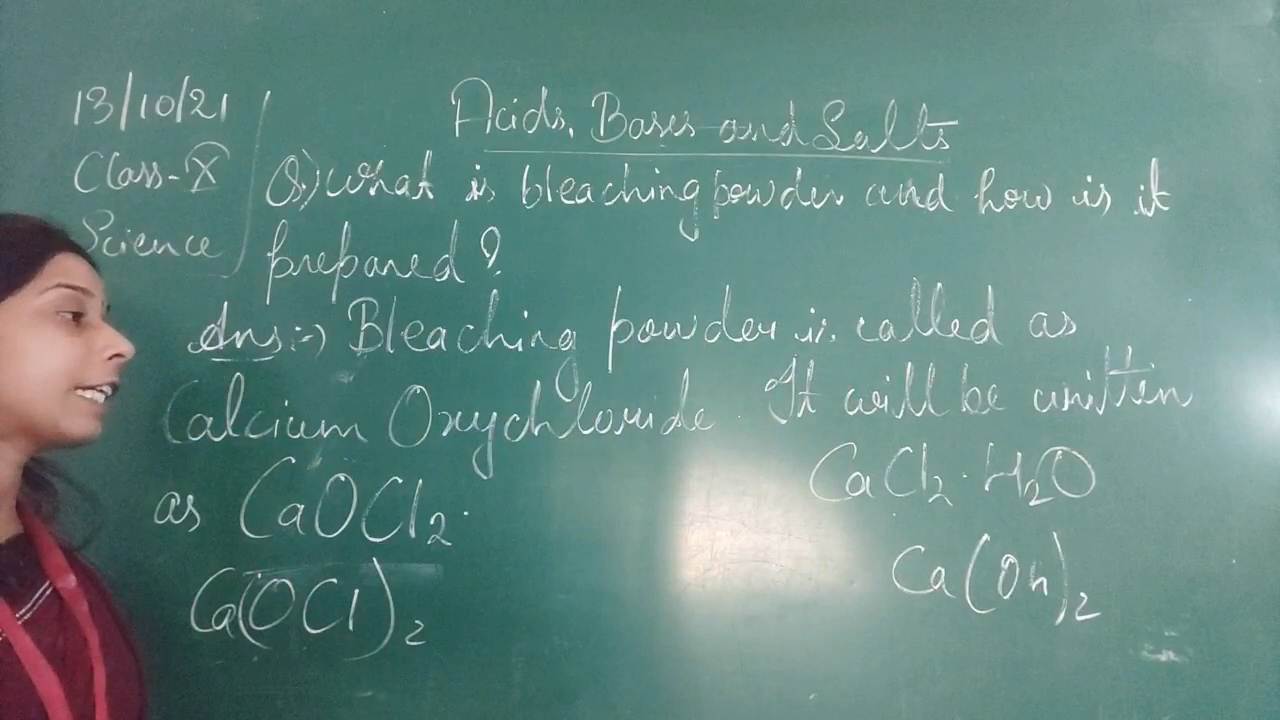 13/10/21
Class-X
Science
Acids, Bases and Salts
Q) What is bleaching powder and how is it
prepared?
Ans:-) Bleaching powder is called as
Calcium Oxychloride. It will be written
as CaOCl₂.
CaCl₂·H₂O
Ca(OCl)₂
Ca(OH)₂